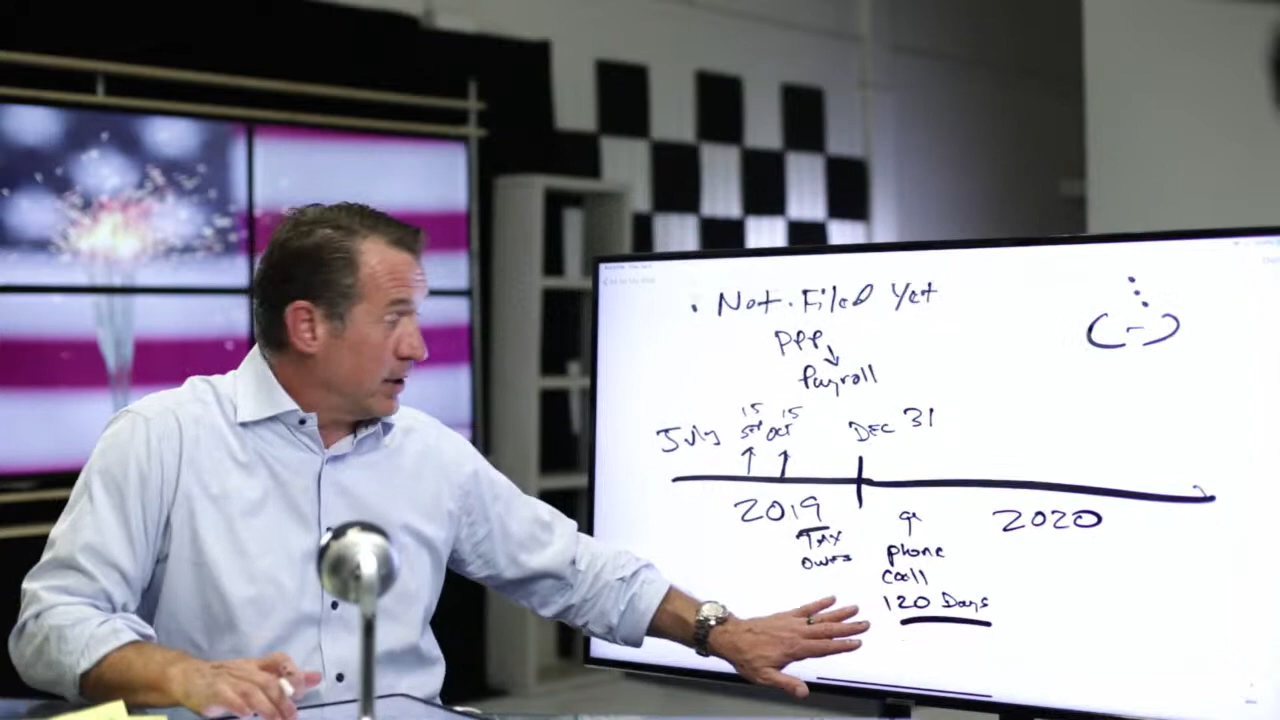 • Not Filed Yet
PPP
Payroll
15 15
July Sep Oct DEC 31
2019 2020
Tax
owes
phone
call
120 Days